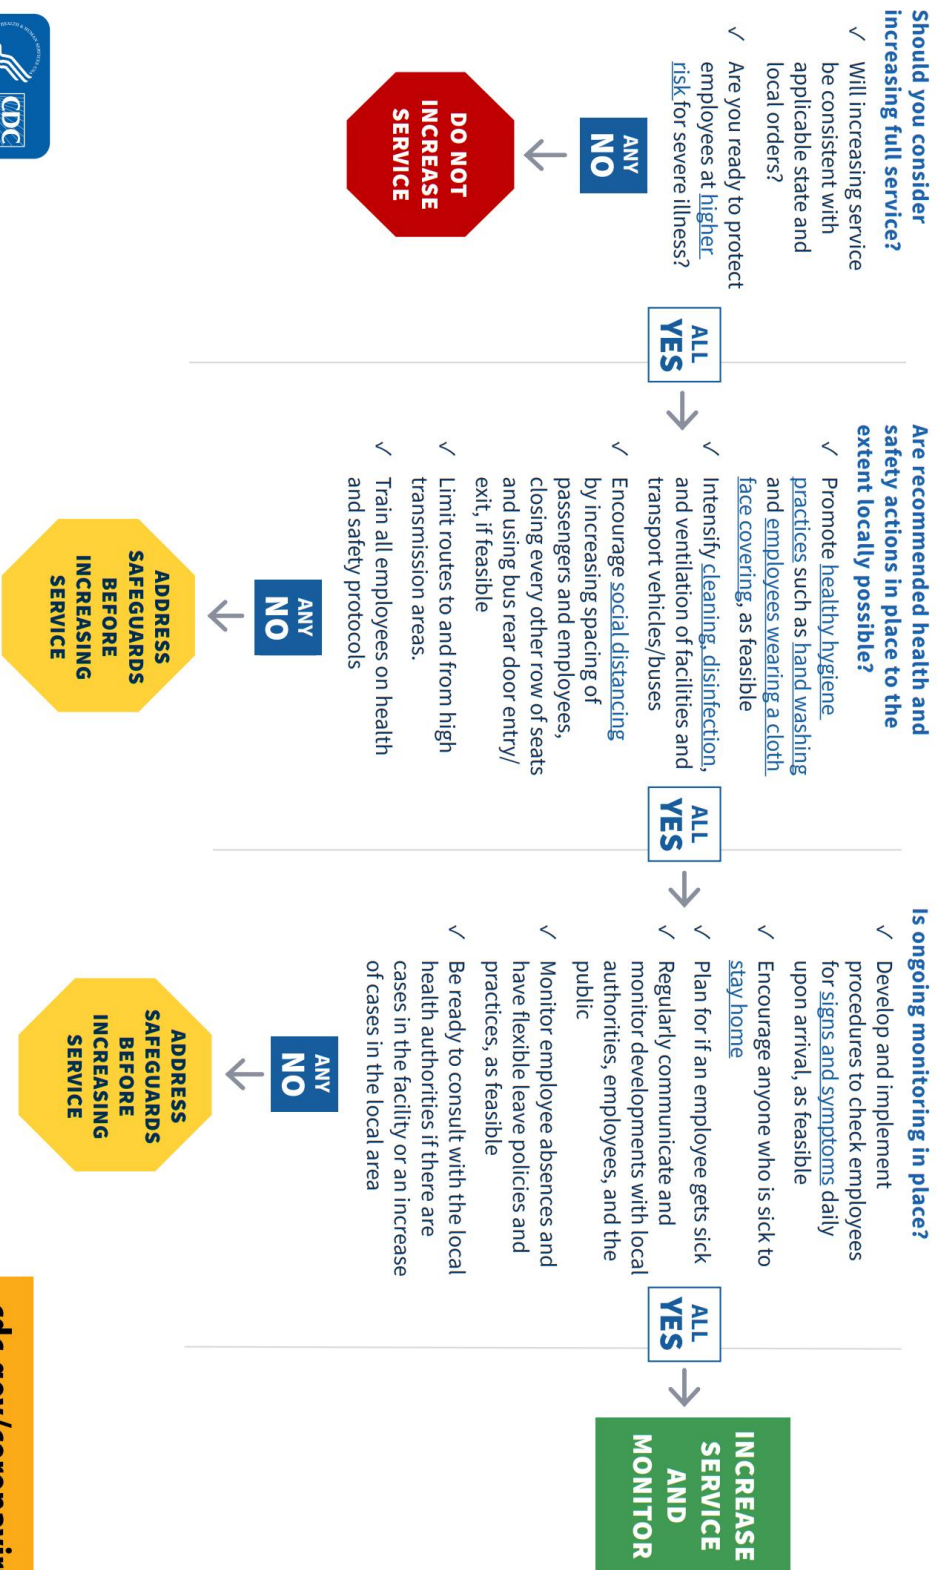 Should you consider
increasing full service?
✓ Will increasing service
be consistent with
applicable state and
local orders?
✓ Are you ready to protect
employees at higher
risk for severe illness?
ANY
NO
DO NOT
INCREASE
SERVICE
ALL
YES
Are recommended health and
safety actions in place to the
extent locally possible?
✓ Promote healthy hygiene
practices such as hand washing
and employees wearing a cloth
face covering, as feasible
✓ Intensify cleaning, disinfection,
and ventilation of facilities and
transport vehicles/buses
✓ Encourage social distancing
by increasing spacing of
passengers and employees,
closing every other row of seats
and using bus rear door entry/
exit, if feasible
✓ Limit routes to and from high
transmission areas.
✓ Train all employees on health
and safety protocols
ANY
NO
ADDRESS
SAFEGUARDS
BEFORE
INCREASING
SERVICE
ALL
YES
Is ongoing monitoring in place?
✓ Develop and implement
procedures to check employees
for signs and symptoms daily
upon arrival, as feasible
✓ Encourage anyone who is sick to
stay home
✓ Plan for if an employee gets sick
✓ Regularly communicate and
monitor developments with local
authorities, employees, and the
public
✓ Monitor employee absences and
have flexible leave policies and
practices, as feasible
✓ Be ready to consult with the local
health authorities if there are
cases in the facility or an increase
of cases in the local area
ANY
NO
ADDRESS
SAFEGUARDS
BEFORE
INCREASING
SERVICE
ALL
YES
INCREASE
SERVICE
AND
MONITOR
CDC
cdc.gov/coronavir